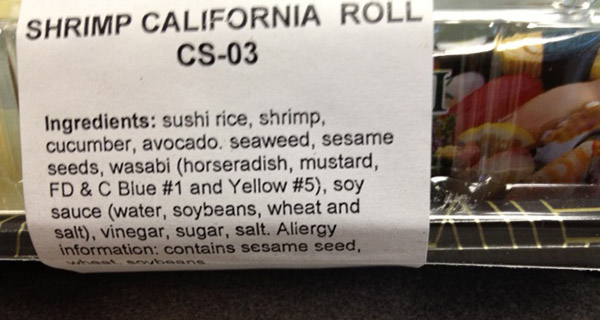 SHRIMP CALIFORNIA ROLL
CS-03
Ingredients: sushi rice, shrimp,
cucumber, avocado. seaweed, sesame
seeds, wasabi (horseradish, mustard,
FD & C Blue #1 and Yellow #5), soy
sauce (water, soybeans, wheat and
salt), vinegar, sugar, salt. Allergy
information: contains sesame seed,
wheat, soybeans